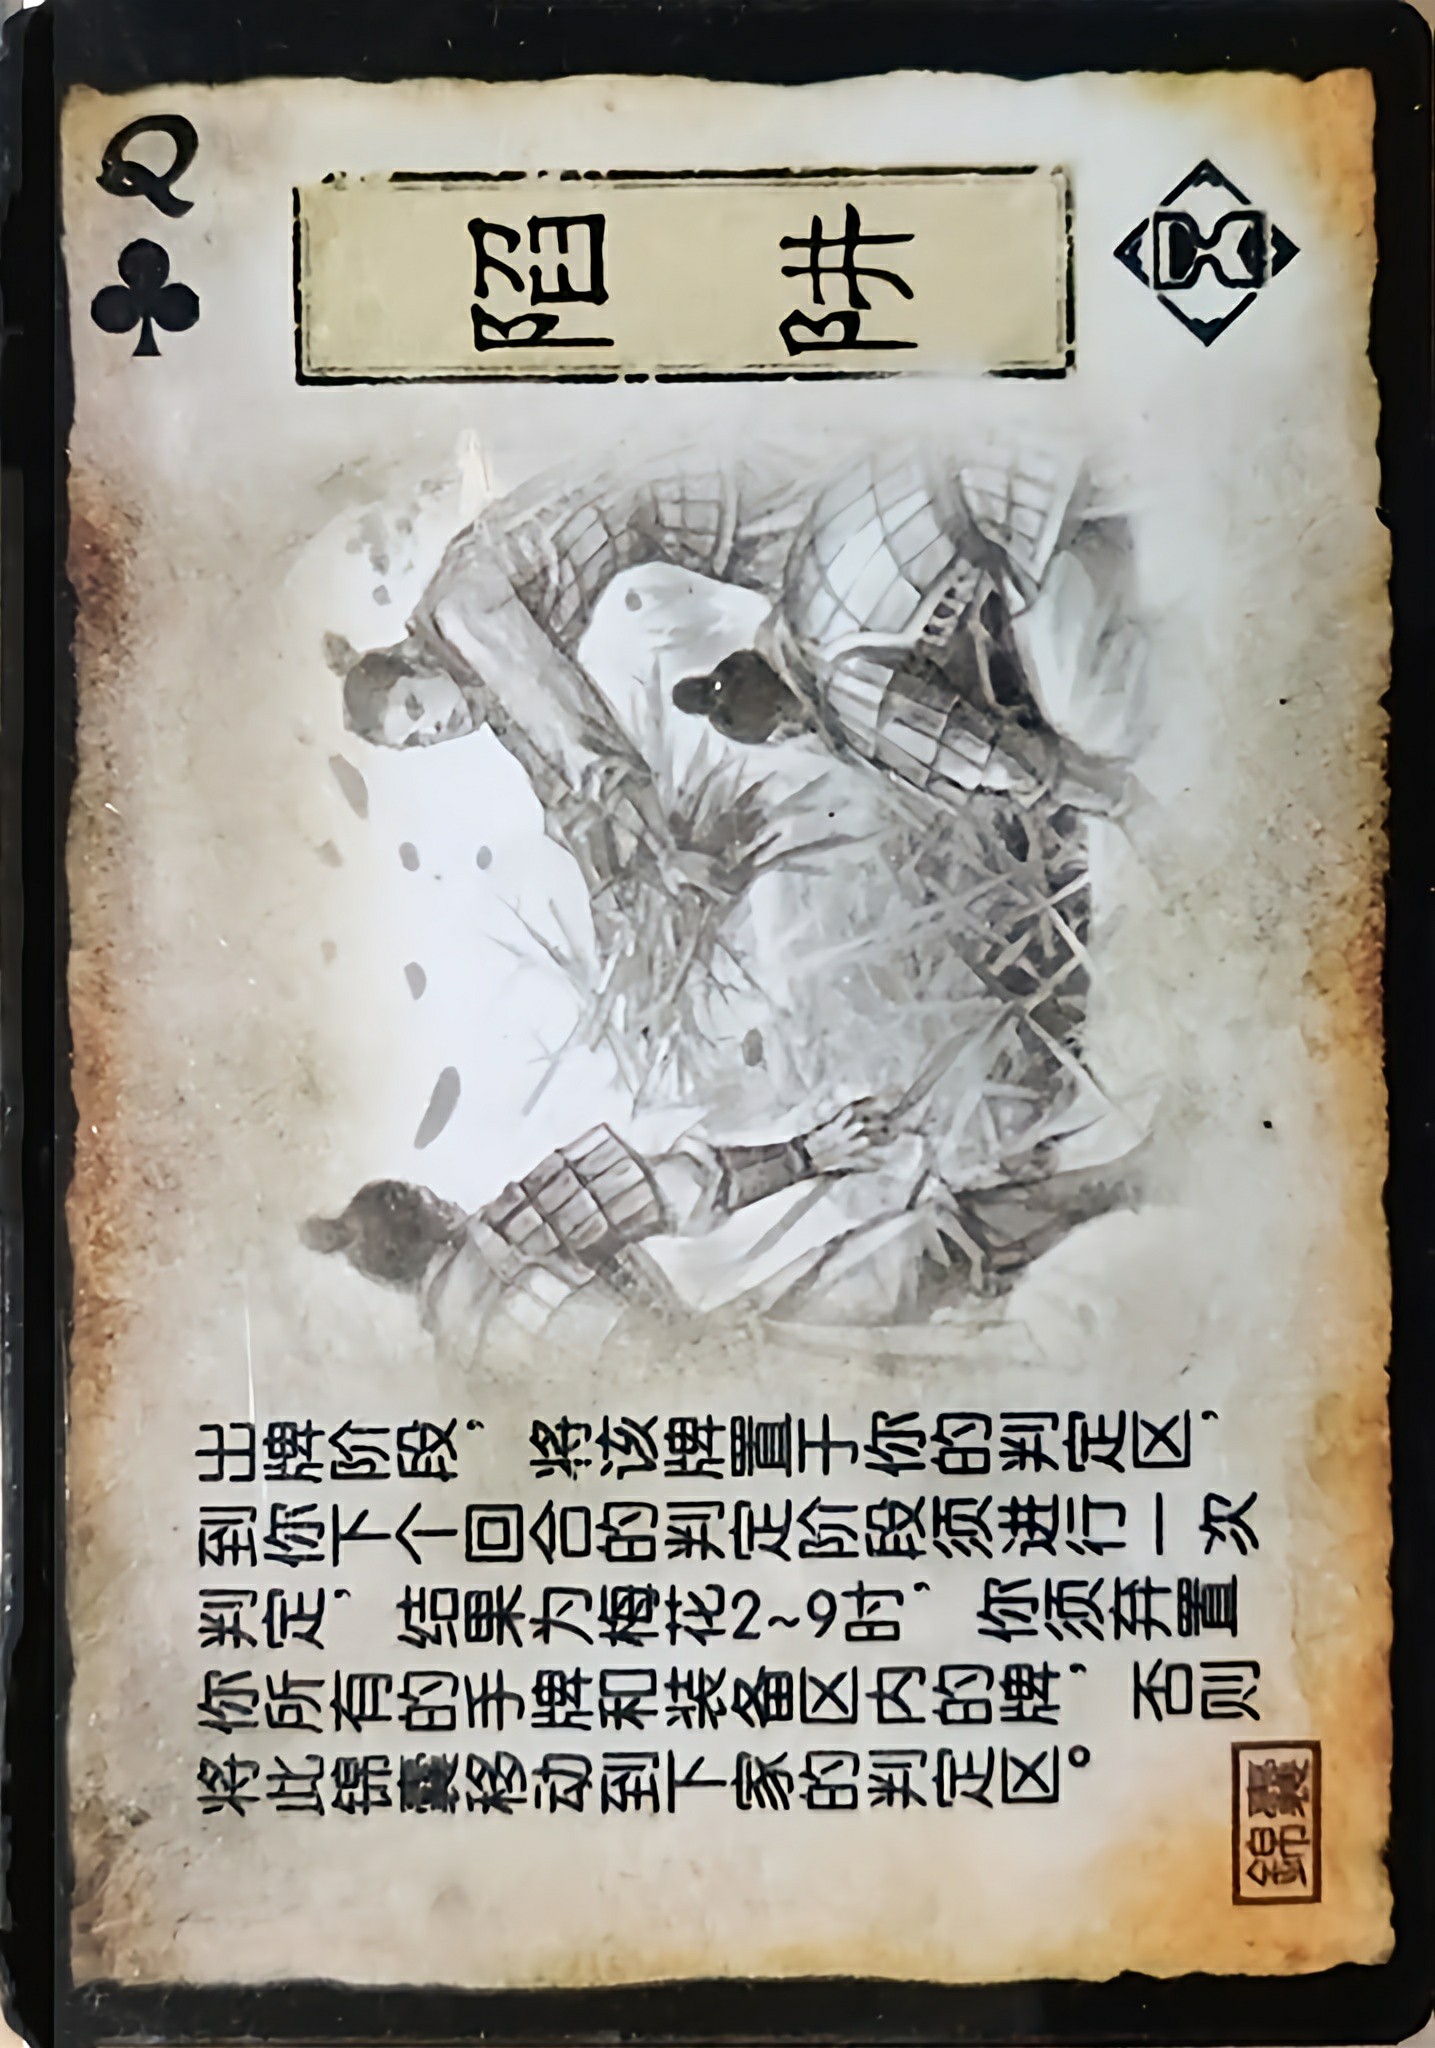 Q
陷阱
出牌阶段，将该牌置于你的判定区，
到你下个回合的判定阶段须进行一次
判定，结果为梅花2~9时，你须弃置
你所有的手牌和装备区内的牌，否则
将此锦囊移动到下家的判定区。
錦囊